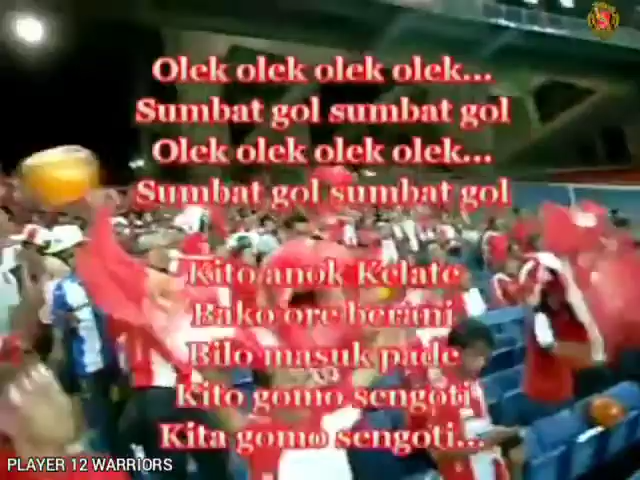 Olek olek olek olek...
Sumbat gol sumbat gol
Olek olek olek olek...
Sumbat gol sumbat gol
Kito anok Kelate
Bako ore berani
Bilo masuk pade
Kito gomo sengoti
Kita gomo sengoti...
PLAYER 12 WARRIORS